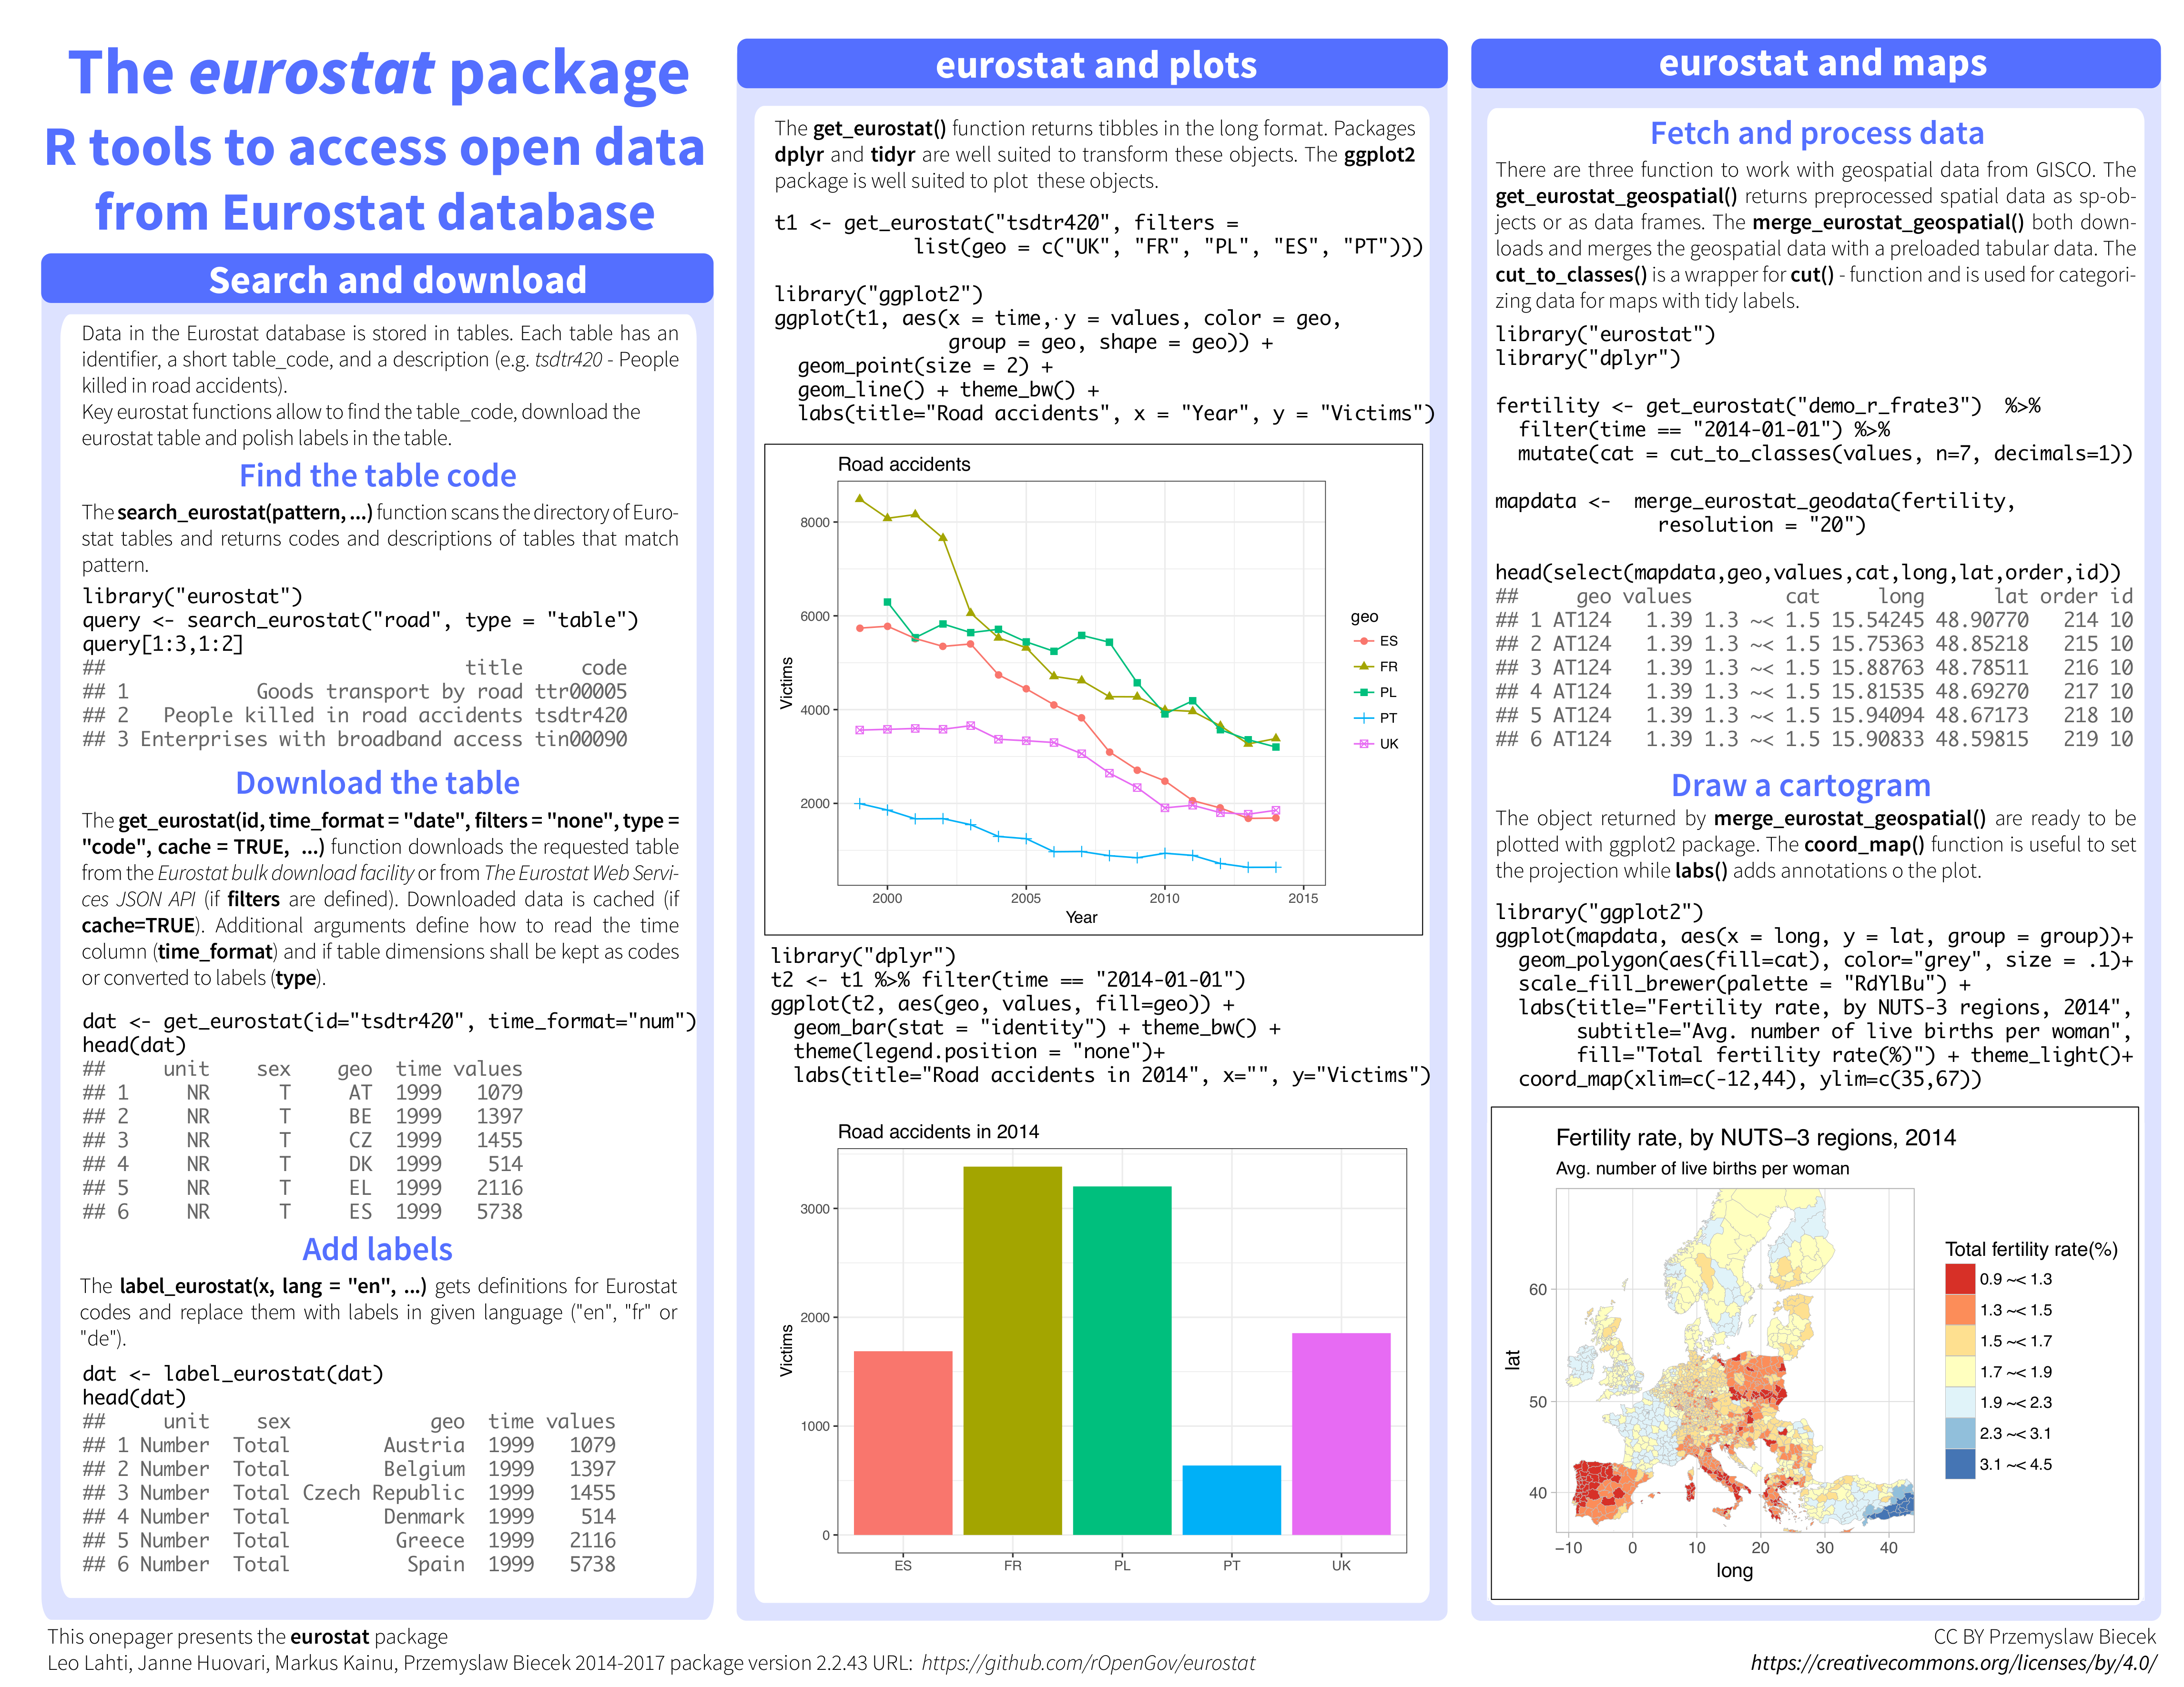 The eurostat package
R tools to access open data
from Eurostat database
Search and download
Data in the Eurostat database is stored in tables. Each table has an
identifier, a short table_code, and a description (e.g. tsdtr420 - People
killed in road accidents).
Key eurostat functions allow to find the table_code, download the
eurostat table and polish labels in the table.
Find the table code
The search_eurostat(pattern, ...) function scans the directory of Euro-
stat tables and returns codes and descriptions of tables that match
pattern.
library("eurostat")
query <- search_eurostat("road", type = "table")
query[1:3,1:2]
## title code
## 1 Goods transport by road ttr00005
## 2 People killed in road accidents tsdtr420
## 3 Enterprises with broadband access tin00090
Download the table
The get_eurostat(id, time_format = "date", filters = "none", type =
"code", cache = TRUE, ...) function downloads the requested table
from the Eurostat bulk download facility or from The Eurostat Web Servi-
ces JSON API (if filters are defined). Downloaded data is cached (if
cache=TRUE). Additional arguments define how to read the time
column (time_format) and if table dimensions shall be kept as codes
or converted to labels (type).
dat <- get_eurostat(id="tsdtr420", time_format="num")
head(dat)
## unit sex geo time values
## 1 NR T AT 1999 1079
## 2 NR T BE 1999 1397
## 3 NR T CZ 1999 1455
## 4 NR T DK 1999 514
## 5 NR T EL 1999 2116
## 6 NR T ES 1999 5738
Add labels
The label_eurostat(x, lang = "en", ...) gets definitions for Eurostat
codes and replace them with labels in given language ("en", "fr" or
"de").
dat <- label_eurostat(dat)
head(dat)
## unit sex geo time values
## 1 Number Total Austria 1999 1079
## 2 Number Total Belgium 1999 1397
## 3 Number Total Czech Republic 1999 1455
## 4 Number Total Denmark 1999 514
## 5 Number Total Greece 1999 2116
## 6 Number Total Spain 1999 5738
eurostat and plots
The get_eurostat() function returns tibbles in the long format. Packages
dplyr and tidyr are well suited to transform these objects. The ggplot2
package is well suited to plot these objects.
t1 <- get_eurostat("tsdtr420", filters =
list(geo = c("UK", "FR", "PL", "ES", "PT")))
library("ggplot2")
ggplot(t1, aes(x = time, y = values, color = geo,
group = geo, shape = geo)) +
geom_point(size = 2) +
geom_line() + theme_bw() +
labs(title="Road accidents", x = "Year", y = "Victims")
Road accidents
8000
6000
4000
2000
Victims
2000 2005 2010 2015
Year
geo
ES
FR
PL
PT
UK
library("dplyr")
t2 <- t1 %>% filter(time == "2014-01-01")
ggplot(t2, aes(geo, values, fill=geo)) +
geom_bar(stat = "identity") + theme_bw() +
theme(legend.position = "none")+
labs(title="Road accidents in 2014", x="", y="Victims")
Road accidents in 2014
3000
2000
1000
0
Victims
ES FR PL PT UK
eurostat and maps
Fetch and process data
There are three function to work with geospatial data from GISCO. The
get_eurostat_geospatial() returns preprocessed spatial data as sp-ob-
jects or as data frames. The merge_eurostat_geospatial() both down-
loads and merges the geospatial data with a preloaded tabular data. The
cut_to_classes() is a wrapper for cut() - function and is used for categori-
zing data for maps with tidy labels.
library("eurostat")
library("dplyr")
fertility <- get_eurostat("demo_r_frate3") %>%
filter(time == "2014-01-01") %>%
mutate(cat = cut_to_classes(values, n=7, decimals=1))
mapdata <- merge_eurostat_geodata(fertility,
resolution = "20")
head(select(mapdata,geo,values,cat,long,lat,order,id))
## geo values cat long lat order id
## 1 AT124 1.39 1.3 ~< 1.5 15.54245 48.90770 214 10
## 2 AT124 1.39 1.3 ~< 1.5 15.75363 48.85218 215 10
## 3 AT124 1.39 1.3 ~< 1.5 15.88763 48.78511 216 10
## 4 AT124 1.39 1.3 ~< 1.5 15.81535 48.69270 217 10
## 5 AT124 1.39 1.3 ~< 1.5 15.94094 48.67173 218 10
## 6 AT124 1.39 1.3 ~< 1.5 15.90833 48.59815 219 10
Draw a cartogram
The object returned by merge_eurostat_geospatial() are ready to be
plotted with ggplot2 package. The coord_map() function is useful to set
the projection while labs() adds annotations o the plot.
library("ggplot2")
ggplot(mapdata, aes(x = long, y = lat, group = group))+
geom_polygon(aes(fill=cat), color="grey", size = .1)+
scale_fill_brewer(palette = "RdYlBu") +
labs(title="Fertility rate, by NUTS-3 regions, 2014",
subtitle="Avg. number of live births per woman",
fill="Total fertility rate(%)") + theme_light()+
coord_map(xlim=c(-12,44), ylim=c(35,67))
Fertility rate, by NUTS−3 regions, 2014
Avg. number of live births per woman
60
50
40
lat
−10 0 10 20 30 40
long
Total fertility rate(%)
0.9 ~< 1.3
1.3 ~< 1.5
1.5 ~< 1.7
1.7 ~< 1.9
1.9 ~< 2.3
2.3 ~< 3.1
3.1 ~< 4.5
This onepager presents the eurostat package
Leo Lahti, Janne Huovari, Markus Kainu, Przemyslaw Biecek 2014-2017 package version 2.2.43 URL: https://github.com/rOpenGov/eurostat
CC BY Przemyslaw Biecek
https://creativecommons.org/licenses/by/4.0/